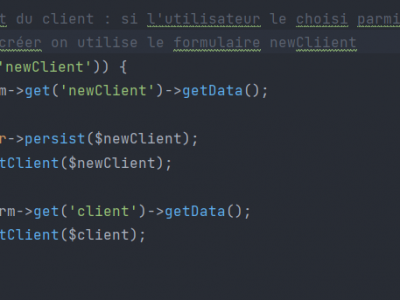 t du client : si l'utilisateur le choisi parmi
créer on utilise le formulaire newCliient
'newClient')) {
m->get('newClient')->getData();
r->persist($newClient);
tClient($newClient);
rm->get('client')->getData();
tClient($client);